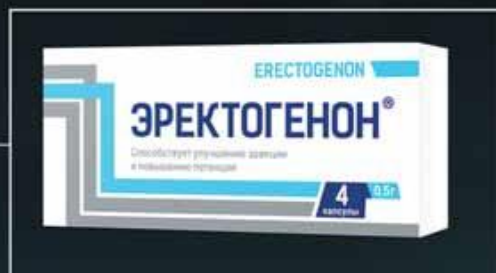 ERECTOGENON
ЭРЕКТОГЕНОН®
Способствует улучшению эрекции
и повышению потенции
4 0,5г
капсулы